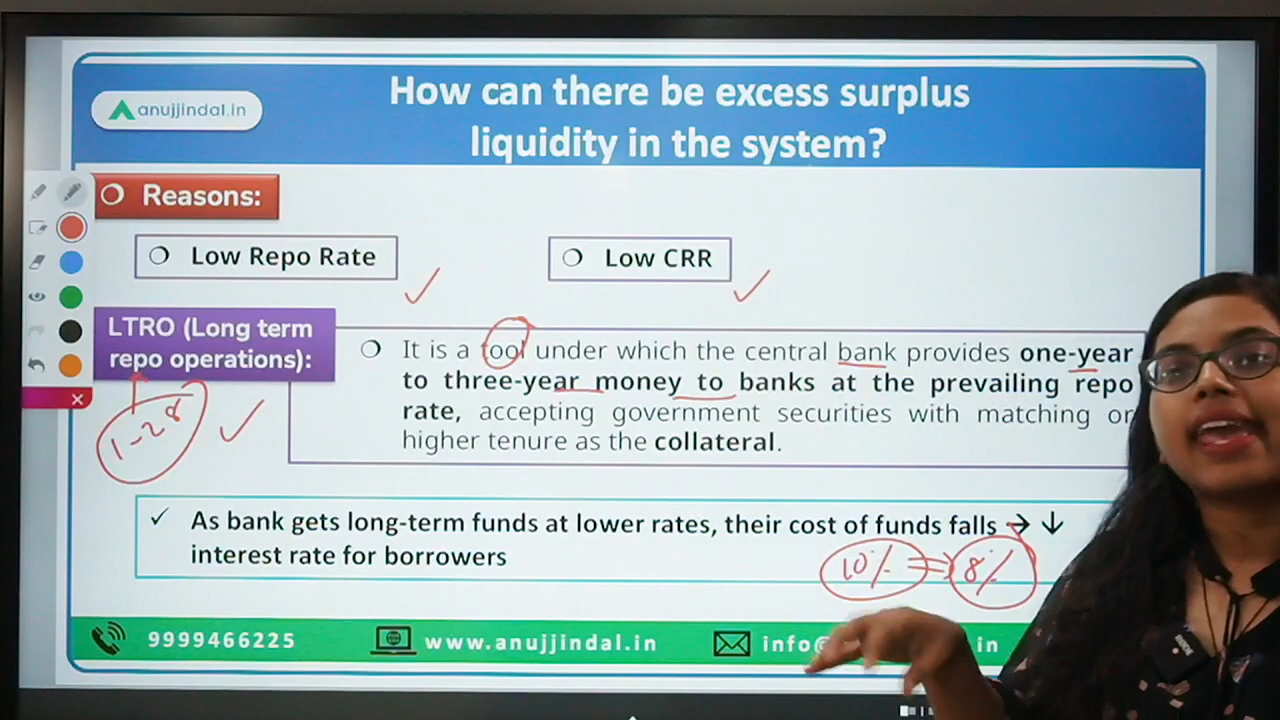 How can there be excess surplus
liquidity in the system?
anujjindal.in
Reasons:
Low Repo Rate
Low CRR
LTRO (Long term
repo operations):
It is a tool under which the central bank provides one-year
to three-year money to banks at the prevailing repo
rate, accepting government securities with matching or
higher tenure as the collateral.
1-28
✓ As bank gets long-term funds at lower rates, their cost of funds falls → ↓
interest rate for borrowers
10% ⇒ 8%
9999466225
www.anujjindal.in
info@ in